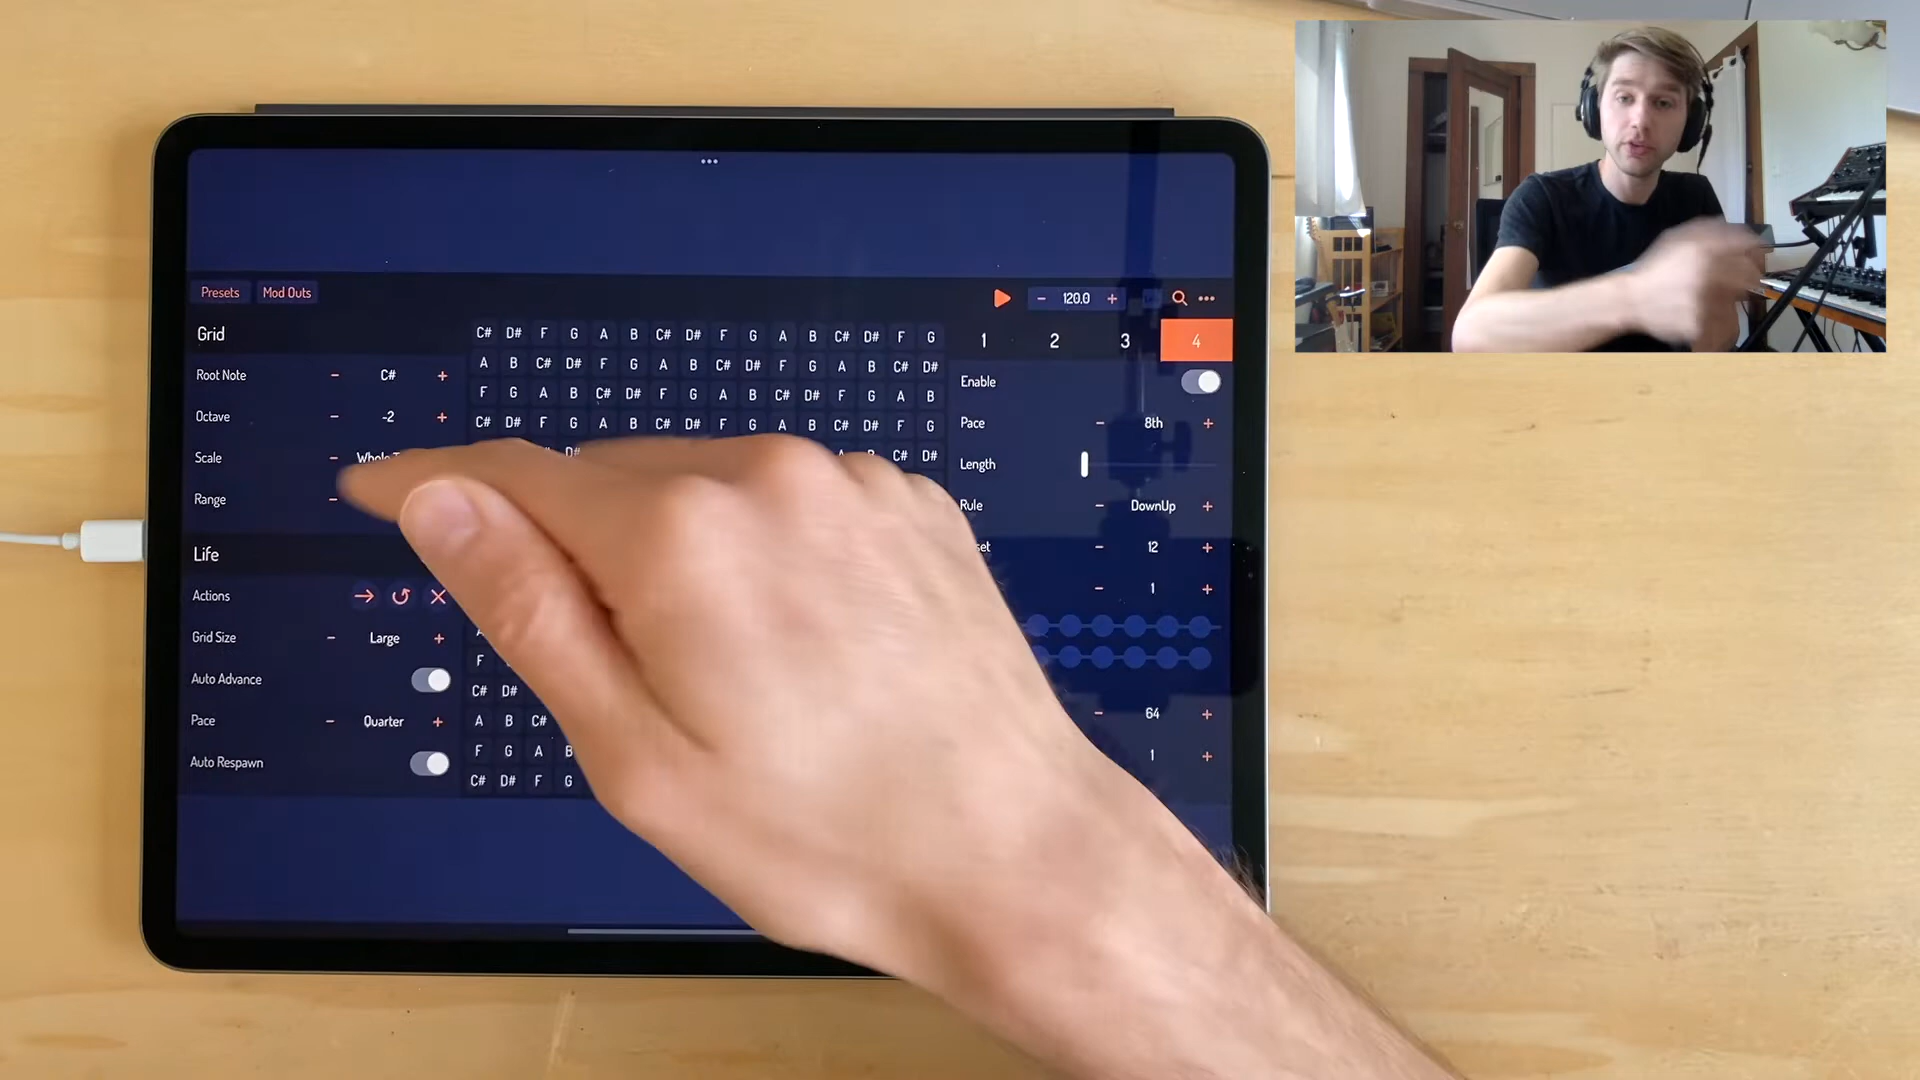 Presets Mod Outs
120.0
Grid
Root Note - C# +
Octave - -2 +
Scale - Whole
Range -
Life
Actions
Grid Size - Large +
Auto Advance
Pace - Quarter +
Auto Respawn
C# D# F G A B C# D# F G A B C# D# F G
A B C# D# F G A B C# D# F G A B C# D#
F G A B C# D# F G A B C# D# F G A B
C# D# F G A B C# D# F G A B C# D# F G
D# C# D#
F
C# D#
A B C#
F G A B
C# D# F G
1 2 3 4
Enable
Pace - 8th +
Length
Rule - DownUp +
- 12 +
- 1 +
- 64 +
1 +